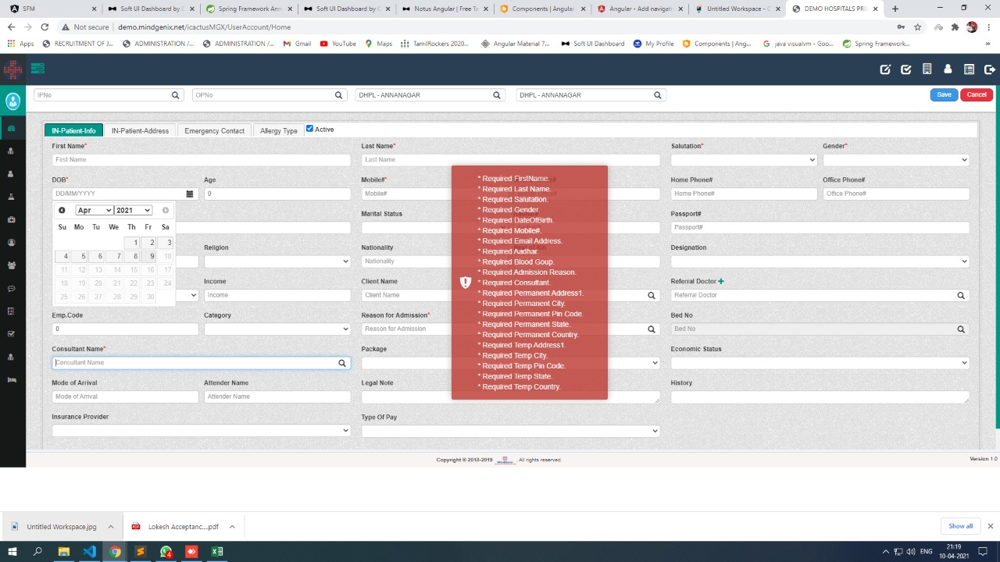 SFM
Soft UI Dashboard by C
Spring Framework Ann
Soft UI Dashboard by C
Notus Angular | Free Te
Components | Angular
Angular - Add navigati
Untitled Workspace - C
DEMO HOSPITALS PRI
Not secure | demo.mindgenix.net/icactusMGX/UserAccount/Home
Apps
RECRUITMENT OF J...
ADMINISTRATION /...
ADMINISTRATION /...
Gmail
YouTube
Maps
TamilRockers 2020...
Angular Material 7...
Soft UI Dashboard
My Profile
Components | Ang...
java visualvm - Goo...
Spring Framework...
»
IPNo
OPNo
DHPL - ANNANAGAR
DHPL - ANNANAGAR
Save
Cancel
IN-Patient-Info
IN-Patient-Address
Emergency Contact
Allergy Type
Active
First Name*
Last Name*
Salutation*
Gender*
First Name
Last Name
DOB*
Age
Mobile#*
Home Phone#
Office Phone#
DD/MM/YYYY
0
Mobile#
Home Phone#
Office Phone#
Apr 2021
Su Mo Tu We Th Fr Sa
1 2 3
4 5 6 7 8 9 10
11 12 13 14 15 16 17
18 19 20 21 22 23 24
25 26 27 28 29 30
Marital Status
Passport#
Passport#
Religion
Nationality
Designation
Nationality
Income
Client Name
Referral Doctor
Income
Client Name
Referral Doctor
Emp.Code
Category
Reason for Admission*
Bed No
0
Reason for Admission
Bed No
Consultant Name*
Package
Economic Status
Consultant Name
Mode of Arrival
Attender Name
Legal Note
History
Mode of Arrival
Attender Name
Insurance Provider
Type Of Pay
* Required FirstName.
* Required Last Name.
* Required Salutation.
* Required Gender.
* Required DateOfBirth.
* Required Mobile#.
* Required Email Address.
* Required Aadhar.
* Required Blood Goup.
* Required Admission Reason.
* Required Consultant.
* Required Permanent Address1.
* Required Permanent City.
* Required Permanent Pin Code.
* Required Permanent State.
* Required Permanent Country.
* Required Temp Address1.
* Required Temp City.
* Required Temp Pin Code.
* Required Temp State.
* Required Temp Country.
Copyright © 2018-2019
. All rights reserved.
Version 1.0
Untitled Workspace.jpg
Lokesh Acceptanc....pdf
Show all
4
ENG
21:19
10-04-2021